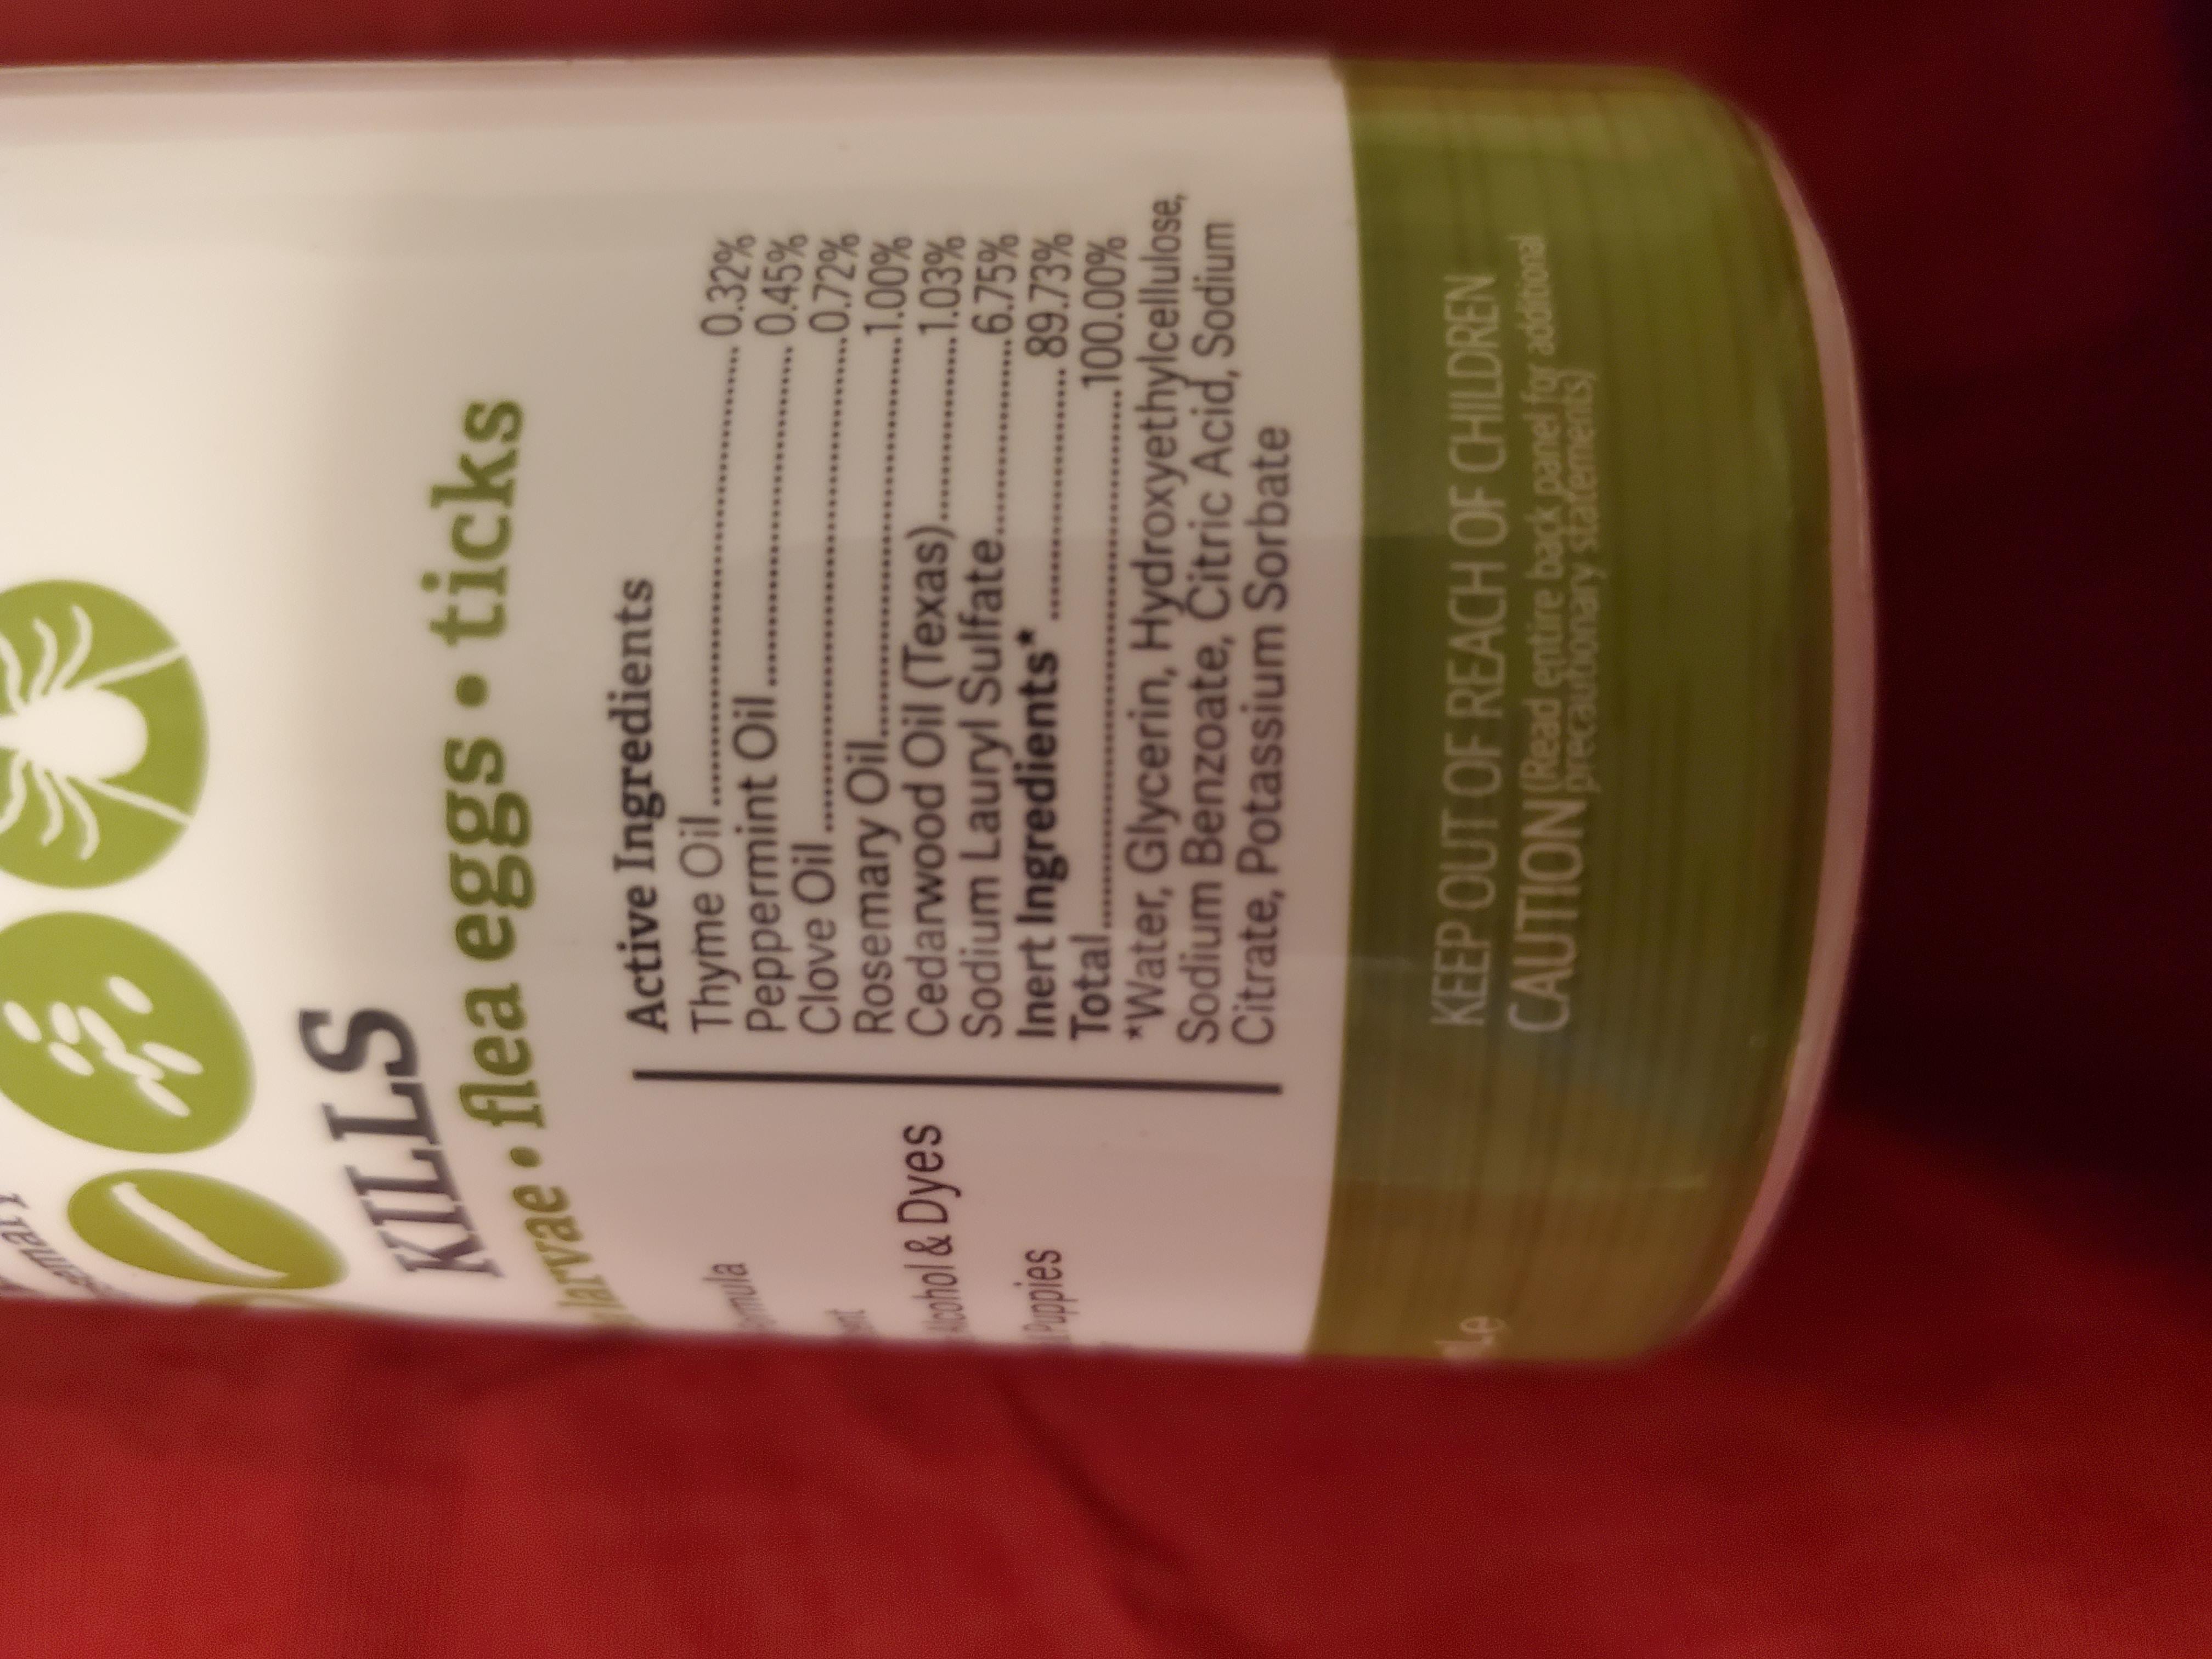 KILLS
larvae • flea eggs • ticks
Alcohol & Dyes
Puppies
Active Ingredients
Thyme Oil........................................ 0.32%
Peppermint Oil............................ 0.45%
Clove Oil........................................ 0.72%
Rosemary Oil................................ 1.00%
Cedarwood Oil (Texas)................ 1.03%
Sodium Lauryl Sulfate................ 6.75%
Inert Ingredients* .................... 89.73%
Total............................................100.00%
*Water, Glycerin, Hydroxyethylcellulose,
Sodium Benzoate, Citric Acid, Sodium
Citrate, Potassium Sorbate
KEEP OUT OF REACH OF CHILDREN
CAUTION (Read entire back panel for additional
precautionary statements)